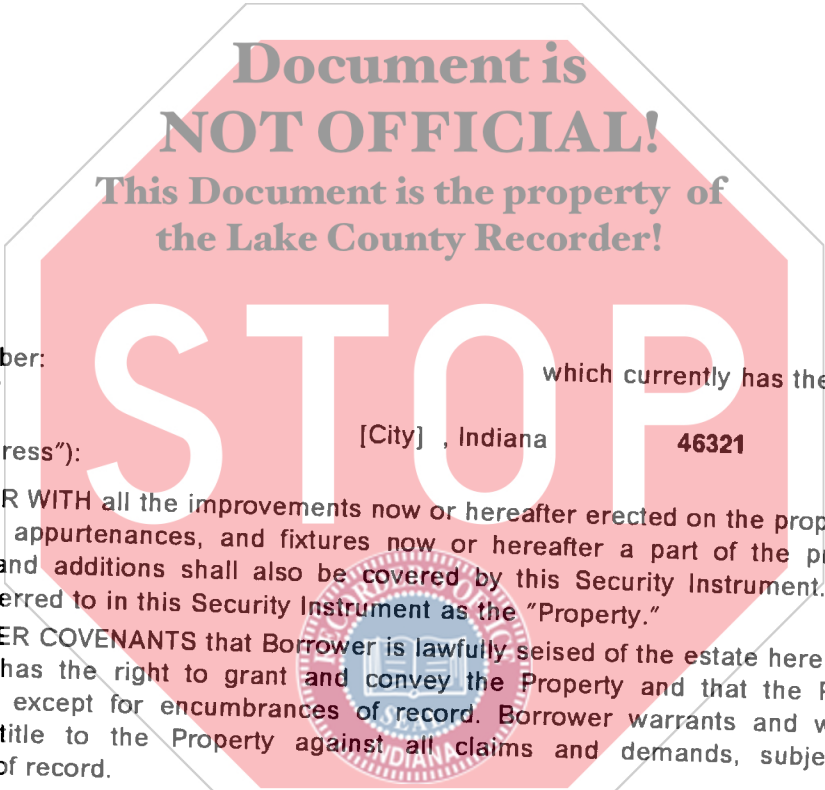 Document is
NOT OFFICIAL!
This Document is the property of
the Lake County Recorder!
STOP
ber:
which currently has the
[City] , Indiana 46321
ress"):
R WITH all the improvements now or hereafter erected on the prop
appurtenances, and fixtures now or hereafter a part of the p
and additions shall also be covered by this Security Instrument.
erred to in this Security Instrument as the "Property."
ER COVENANTS that Borrower is lawfully seised of the estate here
has the right to grant and convey the Property and that the P
except for encumbrances of record. Borrower warrants and w
title to the Property against all claims and demands, subje
of record.
RECORDER'S OFFICE
SEAL
INDIANA